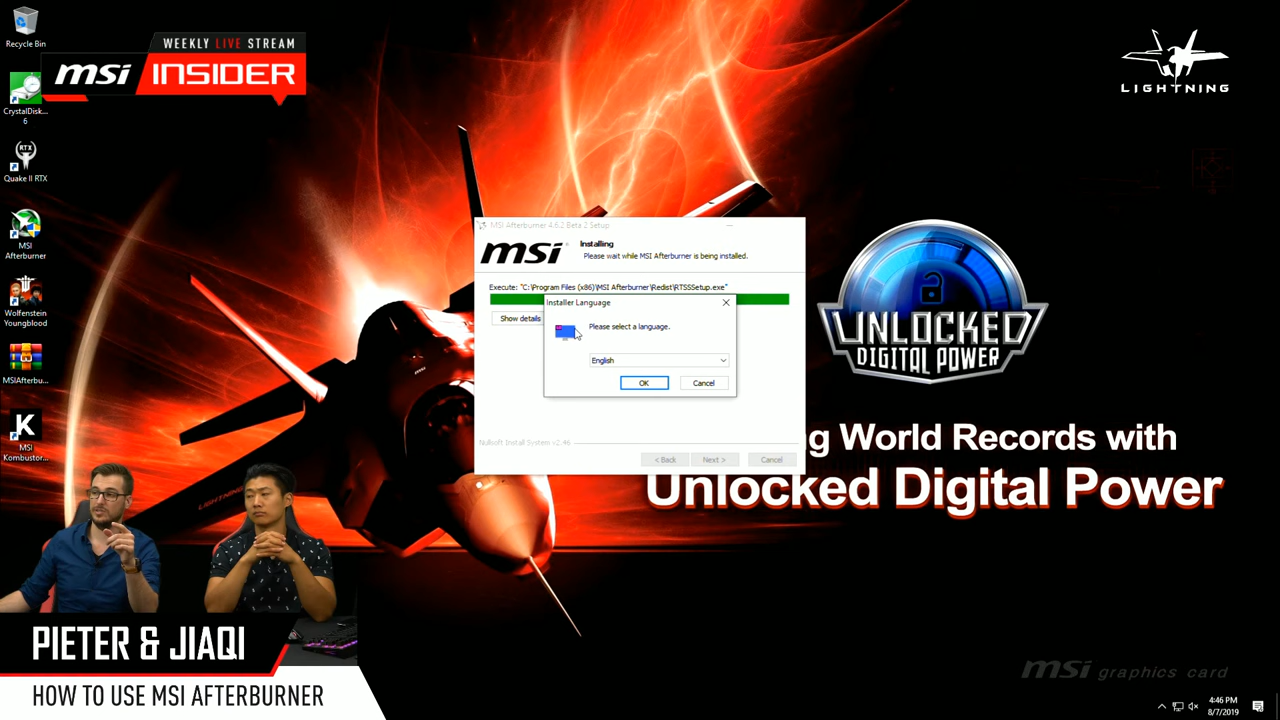 Recycle Bin
CrystalDisk...
6
RTX
Quake II RTX
MSI
Afterburner
Wolfenstein
Youngblood
MSIAfterbu...
K
MSI
Kombustor...
WEEKLY LIVE STREAM
msi INSIDER
LIGHTNING
MSI Afterburner 4.6.2 Beta 2 Setup
msi
Installing
Please wait while MSI Afterburner is being installed.
Execute: "C:\Program Files (x86)\MSI Afterburner\Redist\RTSSSetup.exe"
Show details
Installer Language
Please select a language.
English
OK
Cancel
Nullsoft Install System v2.46
< Back
Next >
Cancel
UNLOCKED
DIGITAL POWER
g World Records with
Unlocked Digital Power
msi
LIGHTNING
PIETER & JIAQI
HOW TO USE MSI AFTERBURNER
msi graphics card
4:46 PM
8/7/2019